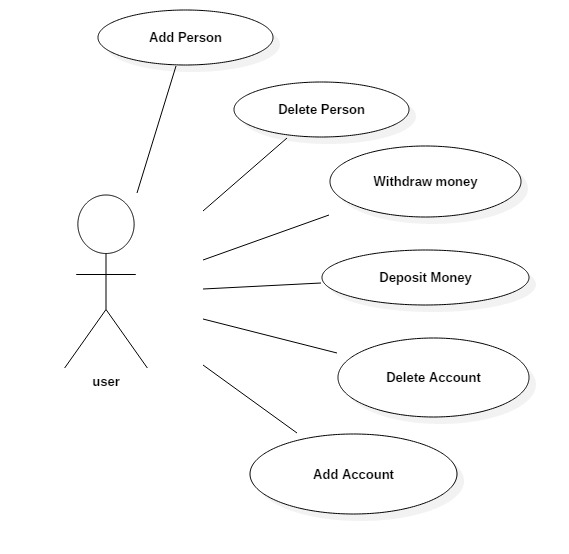 Add Person
Delete Person
Withdraw money
Deposit Money
Delete Account
user
Add Account